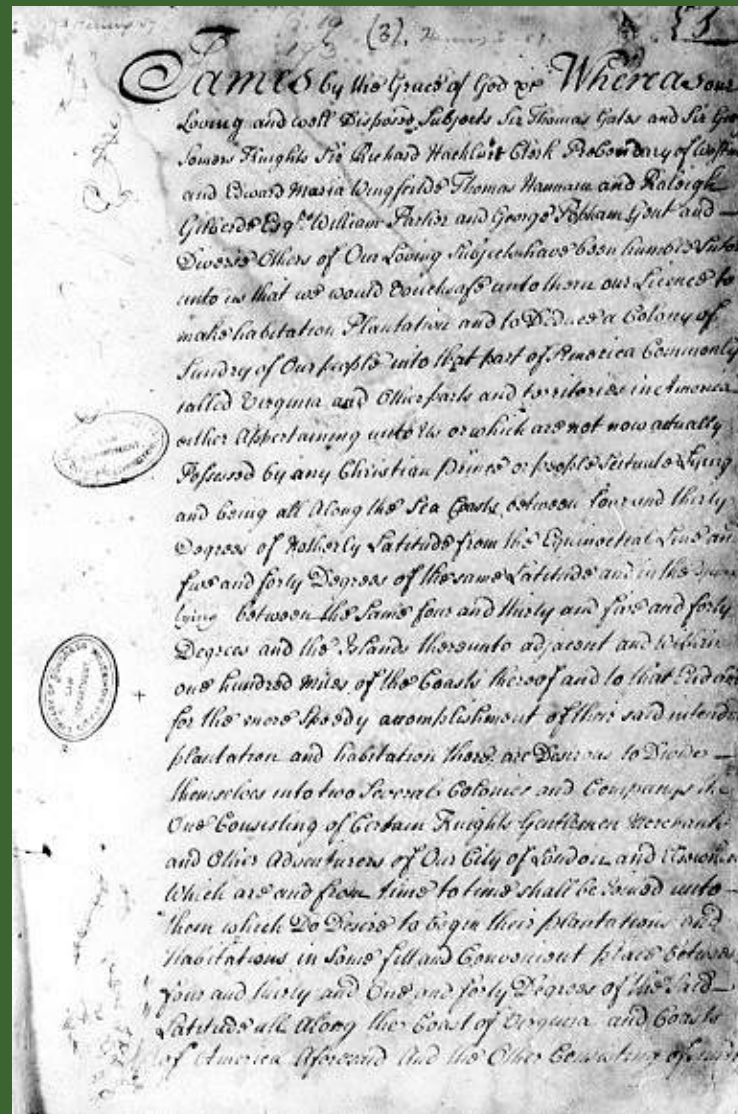 (3).
James by the Grace of God &c Whereas our
Loving and well Disposed Subjects Sir Thomas Gates and Sir Geo
Somers Knights Sir Richard Hackluit Clerk Prebendary of Westm
and Edward Maria Wingfeilde Thomas Hannam and Raleigh
Gilberde Esqrs William Parker and George Popham Gent and
Diverse Others of Our Loving Subjects have been humble Sutors
unto us that we would Vouchsafe unto them our Licence to
make habitation Plantation and to Deduce a Colony of
Sundry of Our people into that part of America Commonly
called Virginia and Other parts and territories in America
either Appertaining unto Us or which are not now actually
Possessed by any Christian Prince or people Scituate Lying
and being all Along the Sea Coasts between four and thirty
Degrees of Notherly Latitude from the Equinoctial Line and
five and forty Degrees of the same Latitude and in the
lying between the Same four and thirty and five and forty
Degrees and the Islands thereunto adjacent and within
one hundred Miles of the Coasts thereof and to that End and
for the more Speedy accomplishment of their said intended
plantation and habitation there are Desirous to Divide
themselves into two Several Colonies and Companys the
One Consisting of Certain Knights Gentlemen Merchants
and Other Adventurers of Our City of London and
Which are and from time to time shall be Joined unto
them which Do Desire to begin their plantations and
Habitations in Some fitt and Convenient place between
four and thirty and One and forty Degrees of the Said
Latitude all Along the Coast of Virginia and Coasts
of America Aforesaid And the Other Consisting of